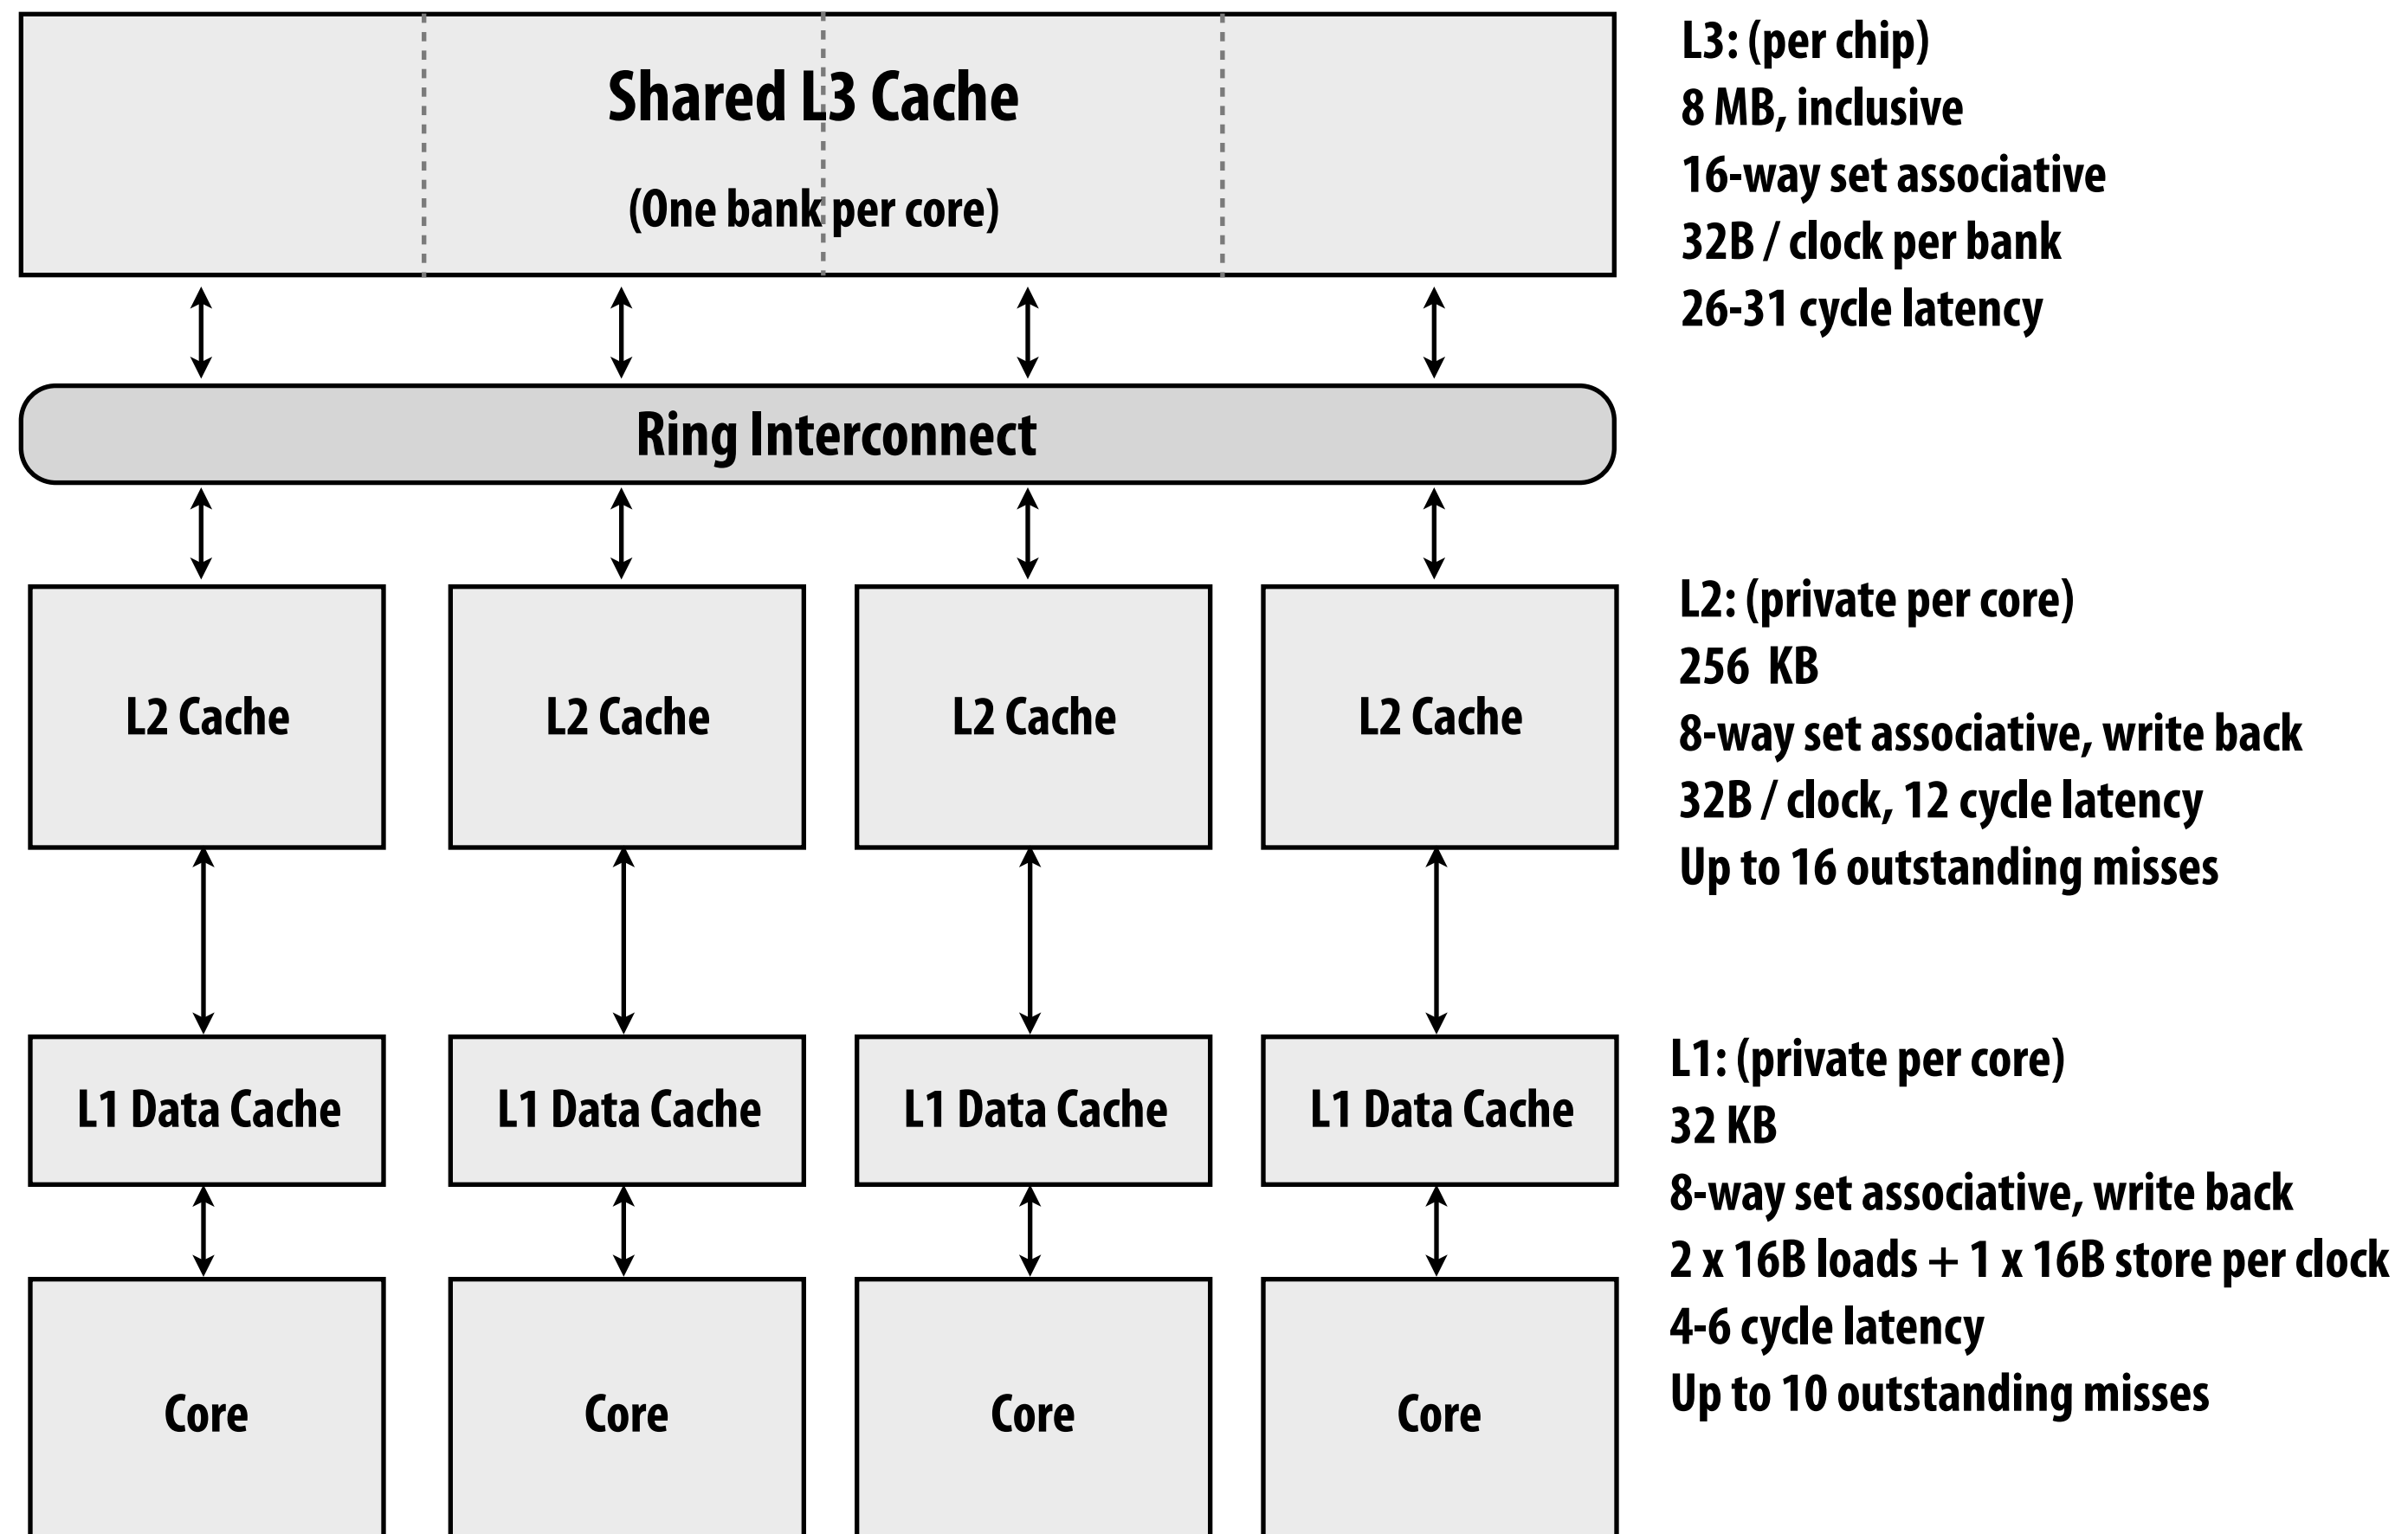 Shared L3 Cache
(One bank per core)
L3: (per chip)
8 MB, inclusive
16-way set associative
32B / clock per bank
26-31 cycle latency
Ring Interconnect
L2 Cache
L2 Cache
L2 Cache
L2 Cache
L2: (private per core)
256 KB
8-way set associative, write back
32B / clock, 12 cycle latency
Up to 16 outstanding misses
L1 Data Cache
L1 Data Cache
L1 Data Cache
L1 Data Cache
L1: (private per core)
32 KB
8-way set associative, write back
2 x 16B loads + 1 x 16B store per clock
4-6 cycle latency
Up to 10 outstanding misses
Core
Core
Core
Core